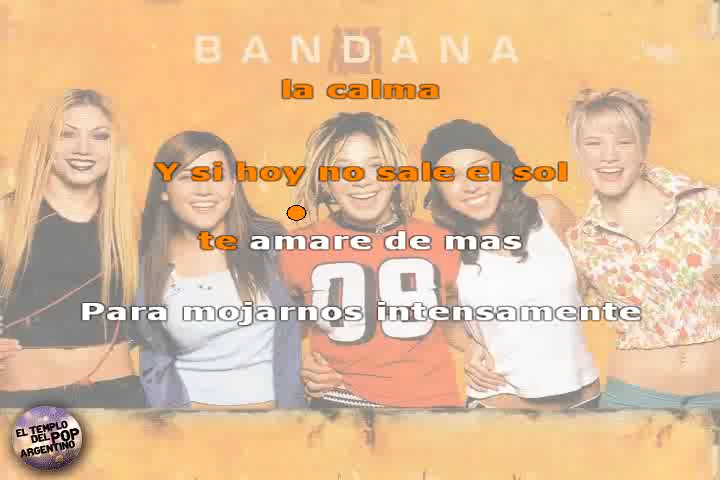 BANDANA
la calma
Y si hoy no sale el sol
te amare de mas
09
Para mojarnos intensamente
EL TEMPLO
DEL POP
ARGENTINO